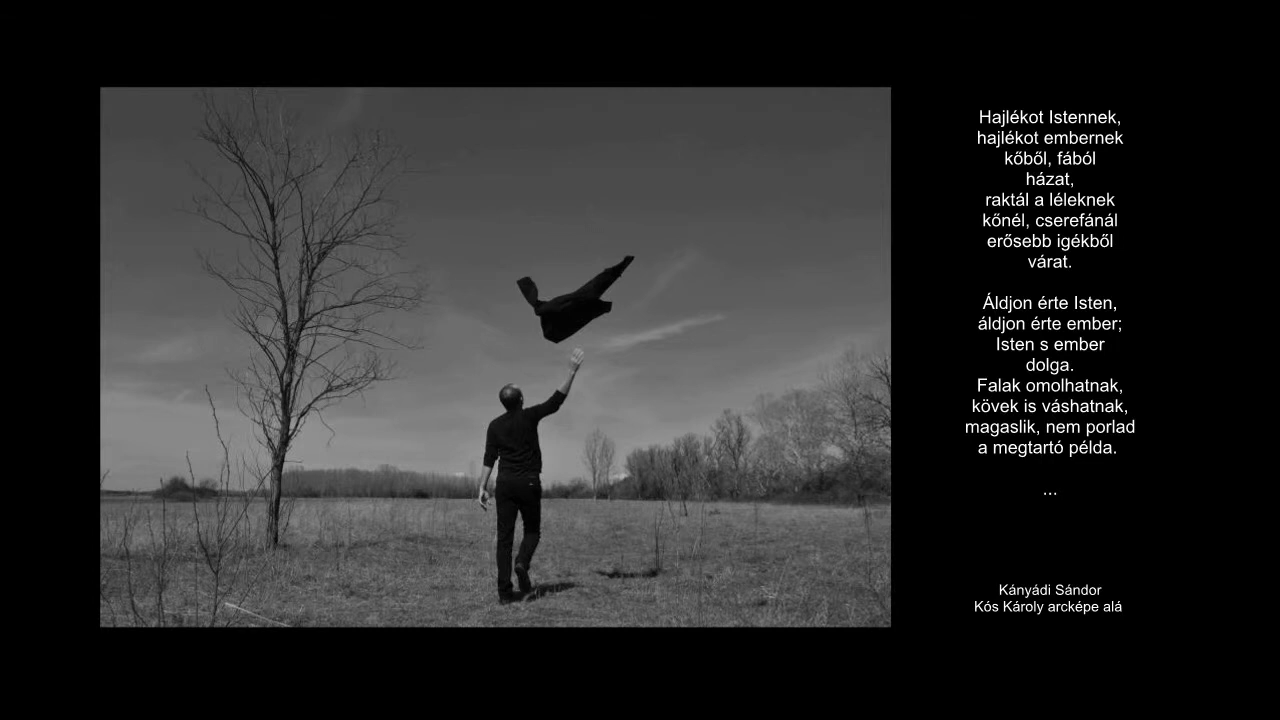 Hajlékot Istennek,
hajlékot embernek
kőből, fából
házat,
raktál a léleknek
kőnél, cserefánál
erősebb igékből
várat.
Áldjon érte Isten,
áldjon érte ember;
Isten s ember
dolga.
Falak omolhatnak,
kövek is váshatnak,
magaslik, nem porlad
a megtartó példa.
...
Kányádi Sándor
Kós Károly arcképe alá